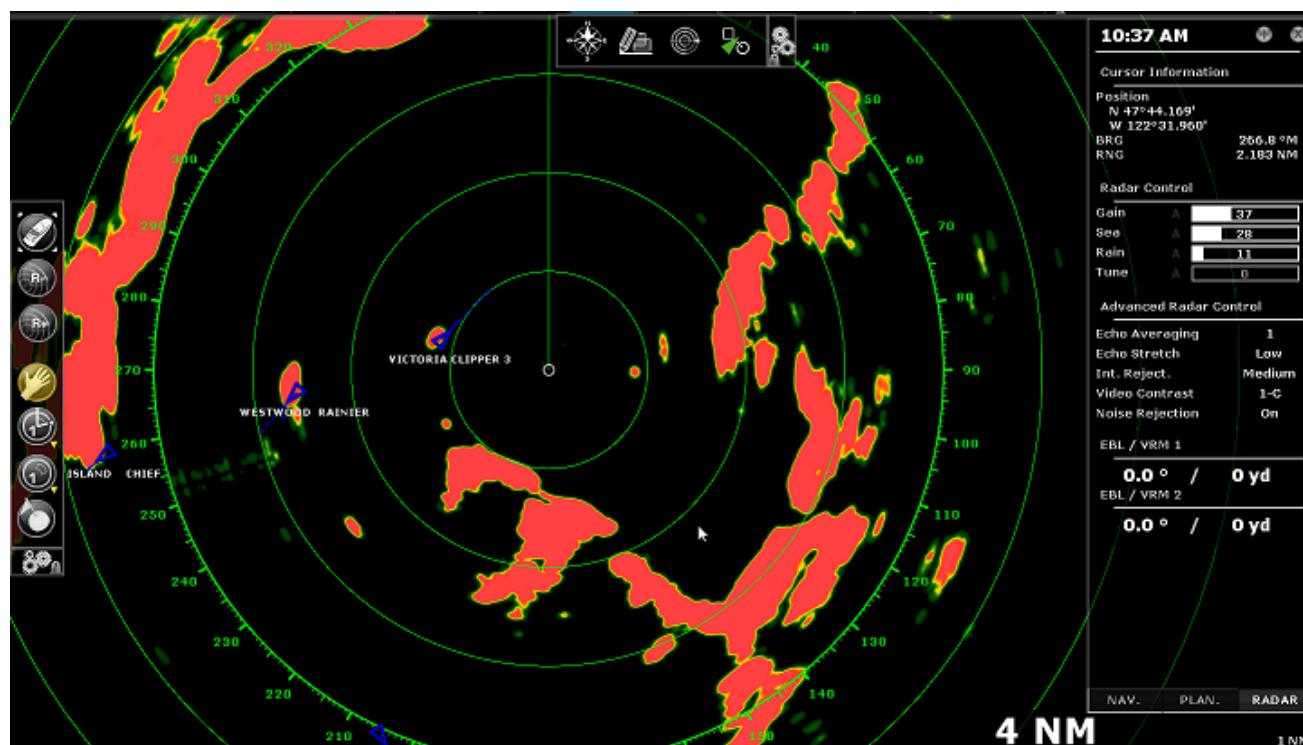 10:37 AM
Cursor Information
Position
N 47°44.169'
W 122°31.960'
BRG 266.8 °M
RNG 2.183 NM
Radar Control
Gain A 37
Sea A 28
Rain A 11
Tune A 0
Advanced Radar Control
Echo Averaging 1
Echo Stretch Low
Int. Reject. Medium
Video Contrast 1-C
Noise Rejection On
EBL / VRM 1
0.0 ° / 0 yd
EBL / VRM 2
0.0 ° / 0 yd
NAV. PLAN. RADAR
4 NM
1 NM
320
310
300
290
280
270
260
250
240
230
220
210
40
50
60
70
80
90
100
110
120
130
140
150
VICTORIA CLIPPER 3
WESTWOOD RAINIER
ISLAND CHIEF